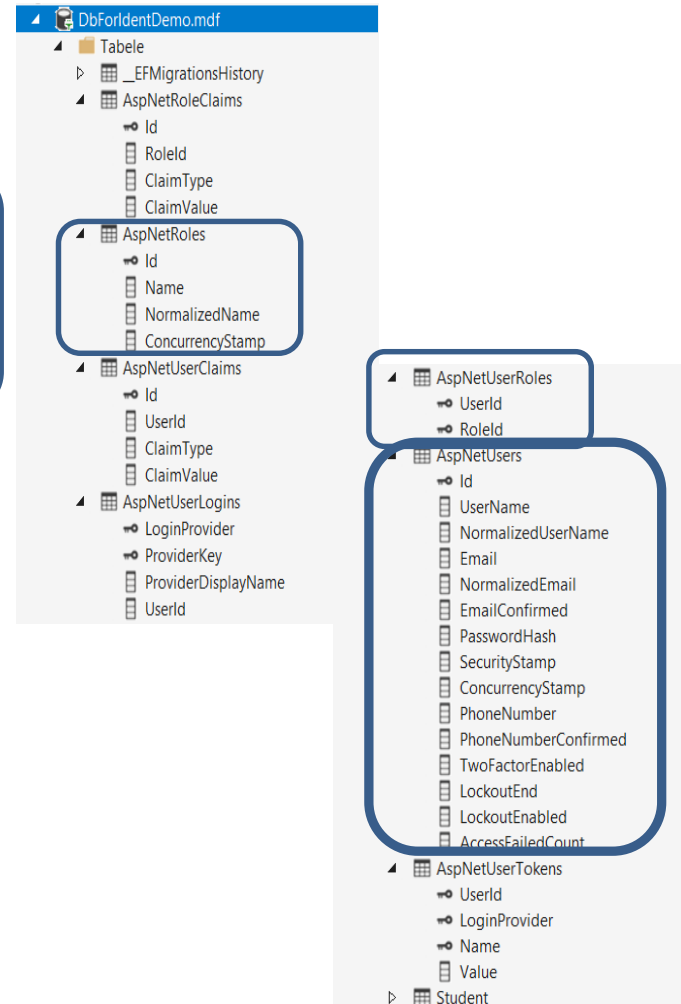 DbForIdentDemo.mdf
Tabele
__EFMigrationsHistory
AspNetRoleClaims
Id
RoleId
ClaimType
ClaimValue
AspNetRoles
Id
Name
NormalizedName
ConcurrencyStamp
AspNetUserClaims
Id
UserId
ClaimType
ClaimValue
AspNetUserLogins
LoginProvider
ProviderKey
ProviderDisplayName
UserId
AspNetUserRoles
UserId
RoleId
AspNetUsers
Id
UserName
NormalizedUserName
Email
NormalizedEmail
EmailConfirmed
PasswordHash
SecurityStamp
ConcurrencyStamp
PhoneNumber
PhoneNumberConfirmed
TwoFactorEnabled
LockoutEnd
LockoutEnabled
AccessFailedCount
AspNetUserTokens
UserId
LoginProvider
Name
Value
Student